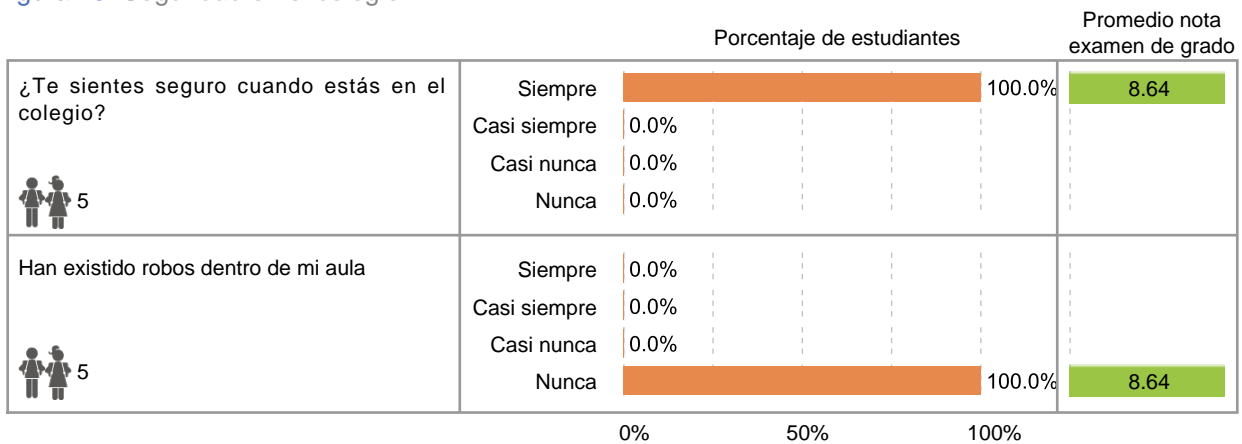 Porcentaje de estudiantes
Promedio nota
examen de grado
¿Te sientes seguro cuando estás en el
colegio?
5
Siempre 100.0% 8.64
Casi siempre 0.0%
Casi nunca 0.0%
Nunca 0.0%
Han existido robos dentro de mi aula
5
Siempre 0.0%
Casi siempre 0.0%
Casi nunca 0.0%
Nunca 100.0% 8.64
0% 50% 100%